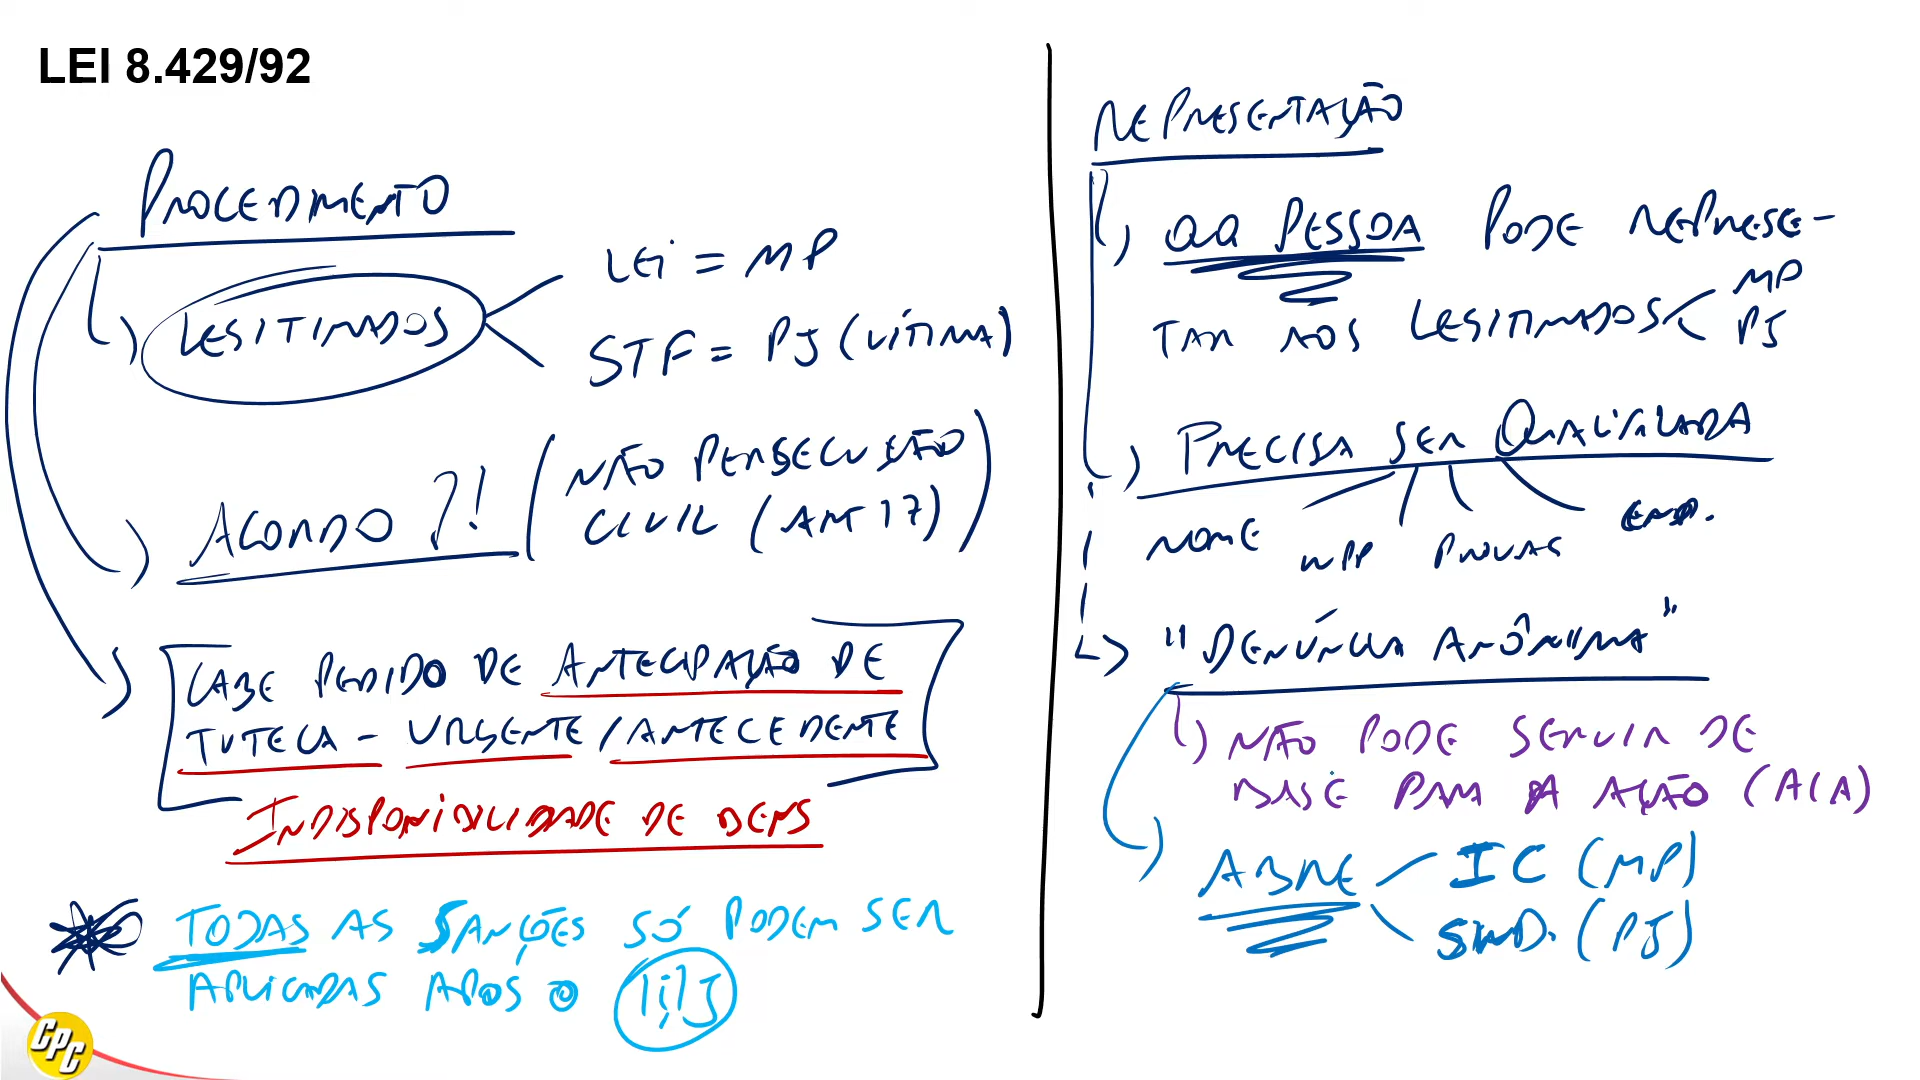 LEI 8.429/92
PROCEDIMENTO
LEGITIMADOS
LEi = MP
STF = PJ (VÍTIMA)
ACORDO ?! (NÃO PERSECUÇÃO
CIVIL (ART 17)
CABE PEDIDO DE ANTECIPAÇÃO DE
TUTELA - URGENTE / ANTECEDENTE
INDISPONIBILIDADE DE BENS
TODAS AS SANÇÕES SÓ PODEM SER
APLICADAS APOS O
CPC
REPRESENTAÇÃO
QQ PESSOA PODE REPRESE-
TAR AOS LEGITIMADOS
MP
PJ
PRECISA SER QUALIFICADA
NOME
PROVAS
END.
"DENÚNCIA ANÔNIMA"
NÃO PODE SERVIR DE
BASE PARA A AÇÃO (AIA)
ABRE
IC (MP)
SIND. (PJ)